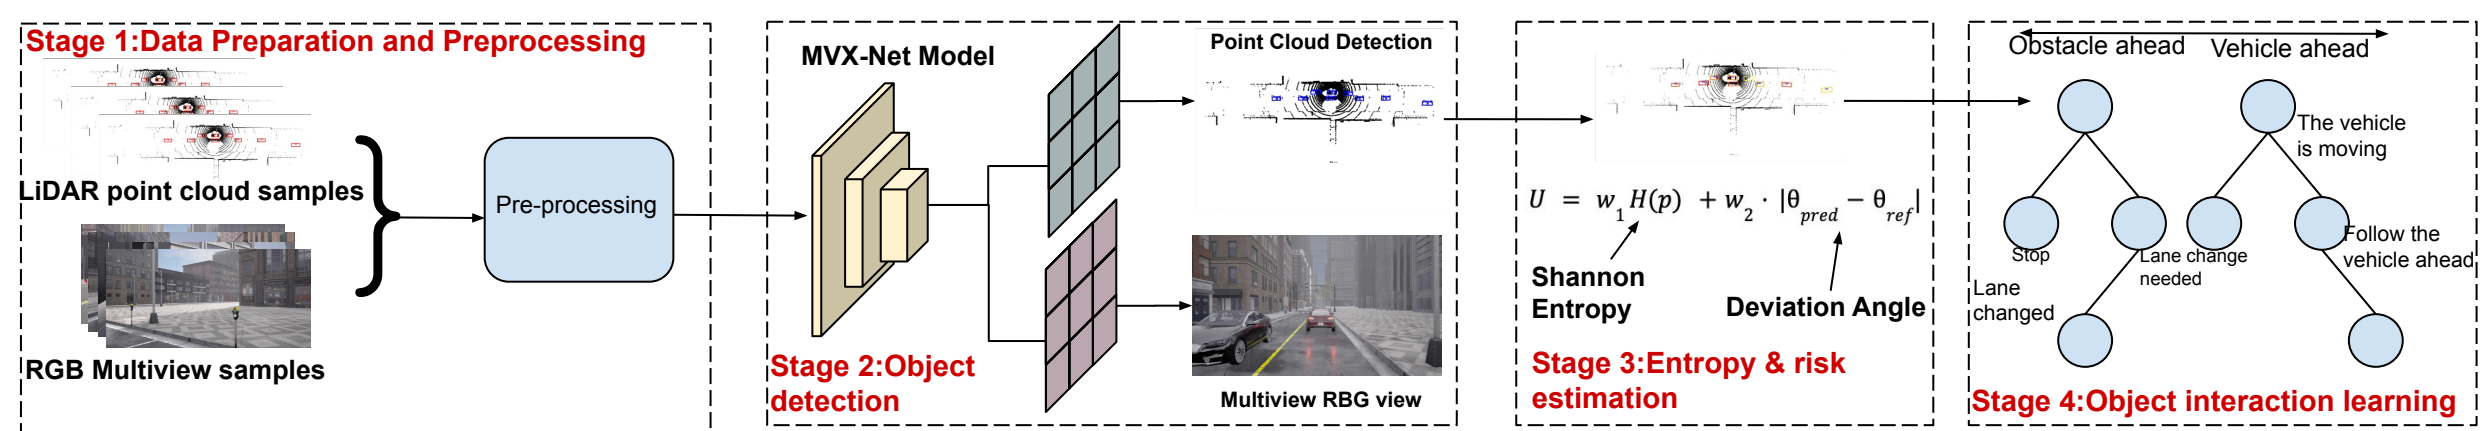 Stage 1:Data Preparation and Preprocessing
LiDAR point cloud samples
RGB Multiview samples
Pre-processing
MVX-Net Model
Stage 2:Object
detection
Point Cloud Detection
Multiview RBG view
U = w1 H(p) + w2 · |θpred − θref|
Shannon
Entropy
Deviation Angle
Stage 3:Entropy & risk
estimation
Obstacle ahead
Vehicle ahead
The vehicle
is moving
Stop
Lane change
needed
Follow the
vehicle ahead
Lane
changed
Stage 4:Object interaction learning